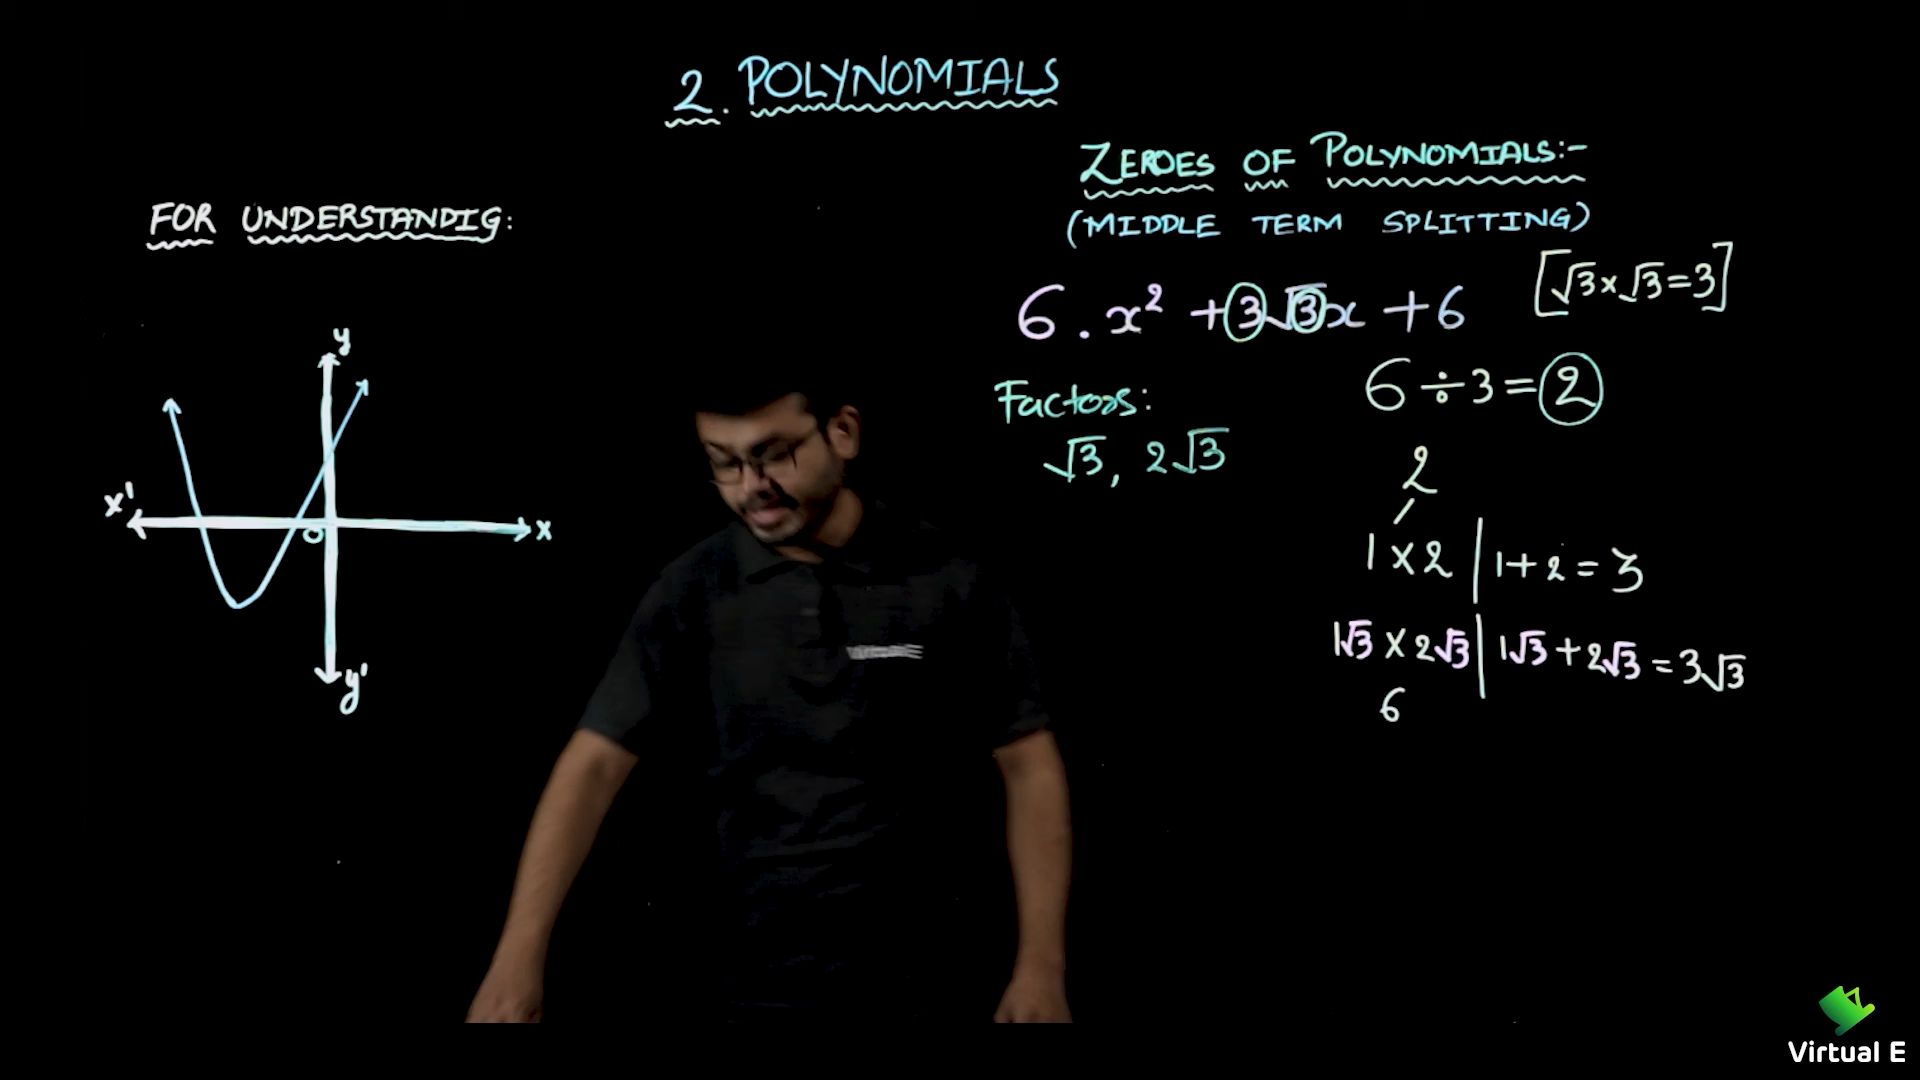 2. POLYNOMIALS
ZEROES OF POLYNOMIALS:-
(MIDDLE TERM SPLITTING)
FOR UNDERSTANDIG:
6. x² + 3√3x + 6
[√3 × √3 = 3]
Factors:
√3, 2√3
6 ÷ 3 = 2
2
1 × 2 | 1 + 2 = 3
1√3 × 2√3 | 1√3 + 2√3 = 3√3
6
y
x'
O
x
y'
Virtual E